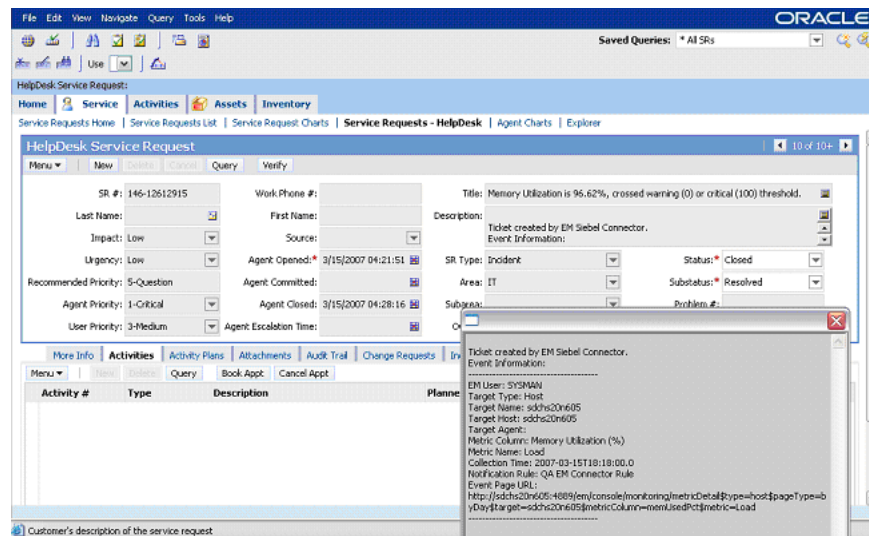 File Edit View Navigate Query Tools Help
ORACLE
Saved Queries: * All SRs
Use
HelpDesk Service Request:
Home Service Activities Assets Inventory
Service Requests Home | Service Requests List | Service Request Charts | Service Requests - HelpDesk | Agent Charts | Explorer
HelpDesk Service Request
10 of 10+
Menu New Delete Cancel Query Verify
SR #: 146-12612915 Work Phone #: Title: Memory Utilization is 96.62%, crossed warning (0) or critical (100) threshold.
Last Name: First Name: Description: Ticket created by EM Siebel Connector.
Event Information:
Impact: Low Source:
Urgency: Low Agent Opened:* 3/15/2007 04:21:51 SR Type: Incident Status:* Closed
Recommended Priority: 5-Question Agent Committed: Area: IT Substatus:* Resolved
Agent Priority: 1-Critical Agent Closed: 3/15/2007 04:28:16 Subarea: Problem #:
User Priority: 3-Medium Agent Escalation Time:
More Info Activities Activity Plans Attachments Audit Trail Change Requests
Menu New Delete Query Book Appt Cancel Appt
Activity # Type Description Planne
Ticket created by EM Siebel Connector.
Event Information:
----------------------------------------
EM User: SYSMAN
Target Type: Host
Target Name: sdchs20n605
Target Host: sdchs20n605
Target Agent:
Metric Column: Memory Utilization (%)
Metric Name: Load
Collection Time: 2007-03-15T18:18:00.0
Notification Rule: QA EM Connector Rule
Event Page URL:
http://sdchs20n605:4889/em/console/monitoring/metricDetail$type=host$pageType=b
yDay$target=sdchs20n605$metricColumn=memUsedPct$metric=Load
----------------------------------------
Customer's description of the service request